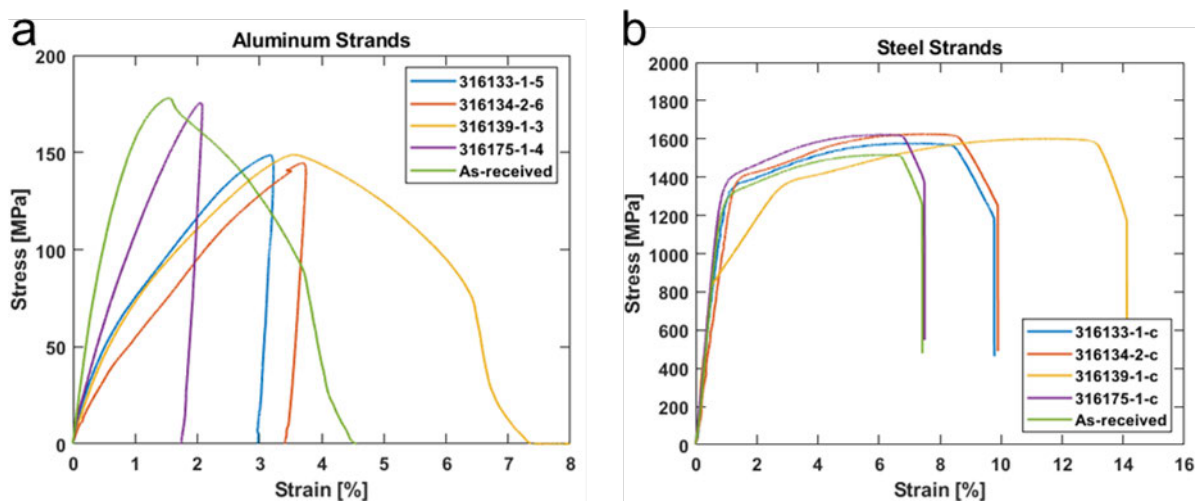 a
Aluminum Strands
200
150
100
50
0
Stress [MPa]
316133-1-5
316134-2-6
316139-1-3
316175-1-4
As-received
0 1 2 3 4 5 6 7 8
Strain [%]
b
Steel Strands
2000
1800
1600
1400
1200
1000
800
600
400
200
0
Stress [MPa]
316133-1-c
316134-2-c
316139-1-c
316175-1-c
As-received
0 2 4 6 8 10 12 14 16
Strain [%]